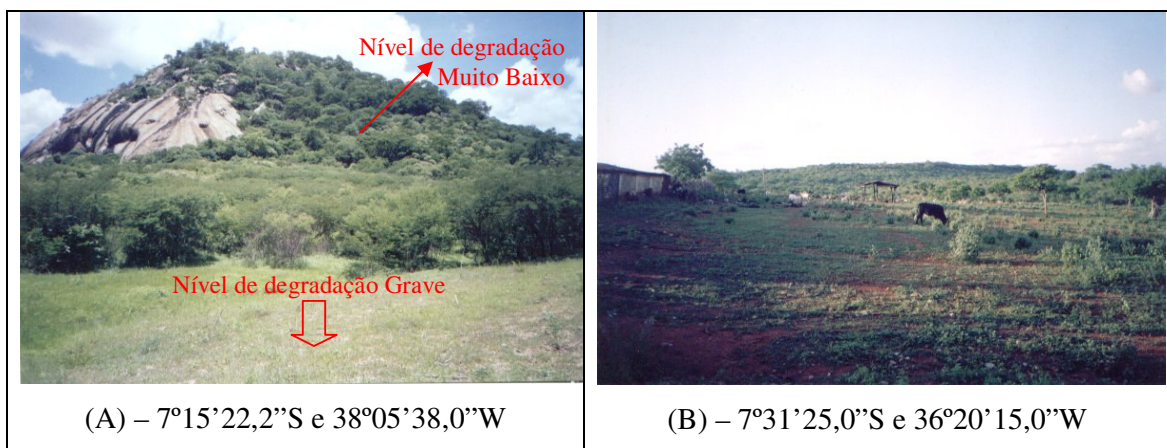 Nível de degradação
Muito Baixo
Nível de degradação Grave
(A) – 7º15’22,2”S e 38º05’38,0”W
(B) – 7º31’25,0”S e 36º20’15,0”W